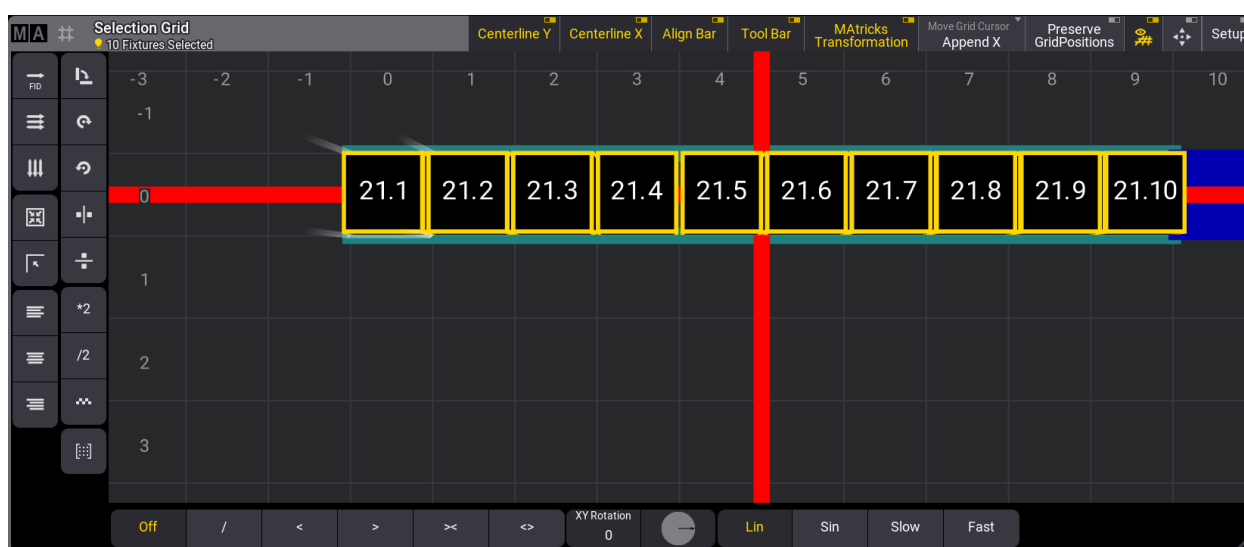 MA Selection Grid
10 Fixtures Selected
Centerline Y Centerline X Align Bar Tool Bar MAtricks Transformation Move Grid Cursor Append X Preserve GridPositions Setup
FID
-3 -2 -1 0 1 2 3 4 5 6 7 8 9 10
-1
0 21.1 21.2 21.3 21.4 21.5 21.6 21.7 21.8 21.9 21.10
1
*2
/2
2
3
Off / < > >< <> XY Rotation 0 Lin Sin Slow Fast